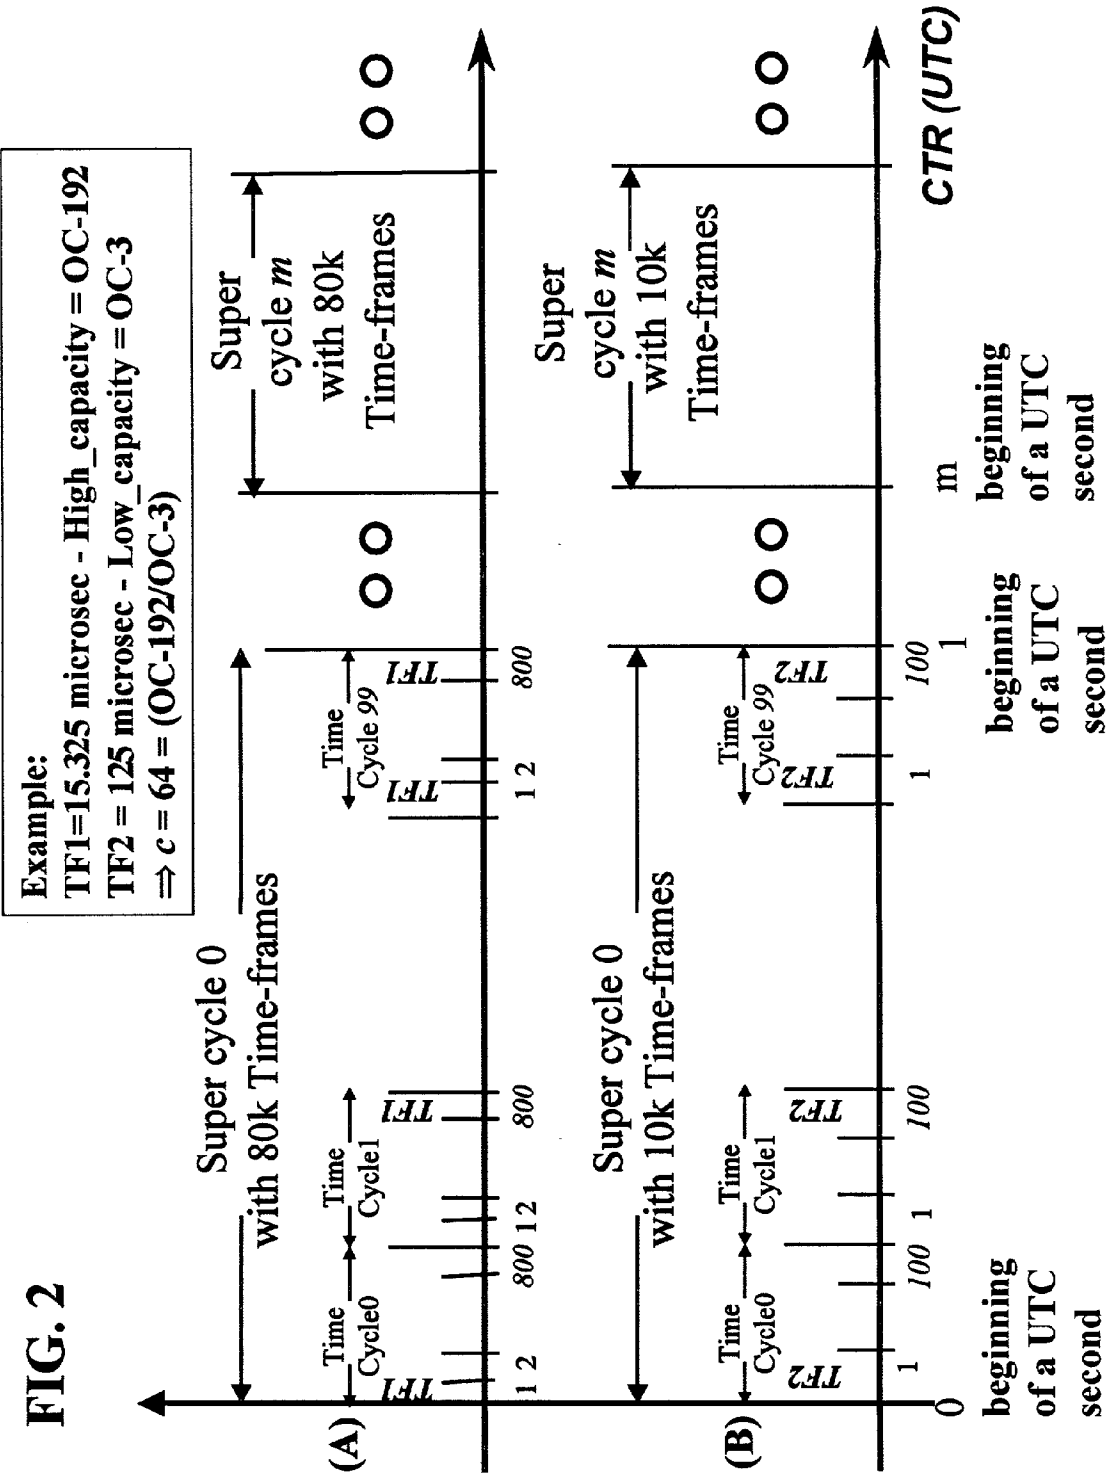 FIG. 2
Example:
TF1=15.325 microsec - High_capacity = OC-192
TF2 = 125 microsec - Low_capacity = OC-3
⇒ c = 64 = (OC-192/OC-3)
(A)
Super cycle 0
with 80k Time-frames
Super
cycle m
with 80k
Time-frames
Time
Cycle0
Time
Cycle1
Time
Cycle 99
TF1
TF1
TF1
TF1
1 2
800
1 2
800
1 2
800
(B)
Super cycle 0
with 10k Time-frames
Super
cycle m
with 10k
Time-frames
Time
Cycle0
Time
Cycle1
Time
Cycle 99
TF2
TF2
TF2
TF2
1
100
1
100
1
100
0
1
m
CTR (UTC)
beginning
of a UTC
second
beginning
of a UTC
second
beginning
of a UTC
second